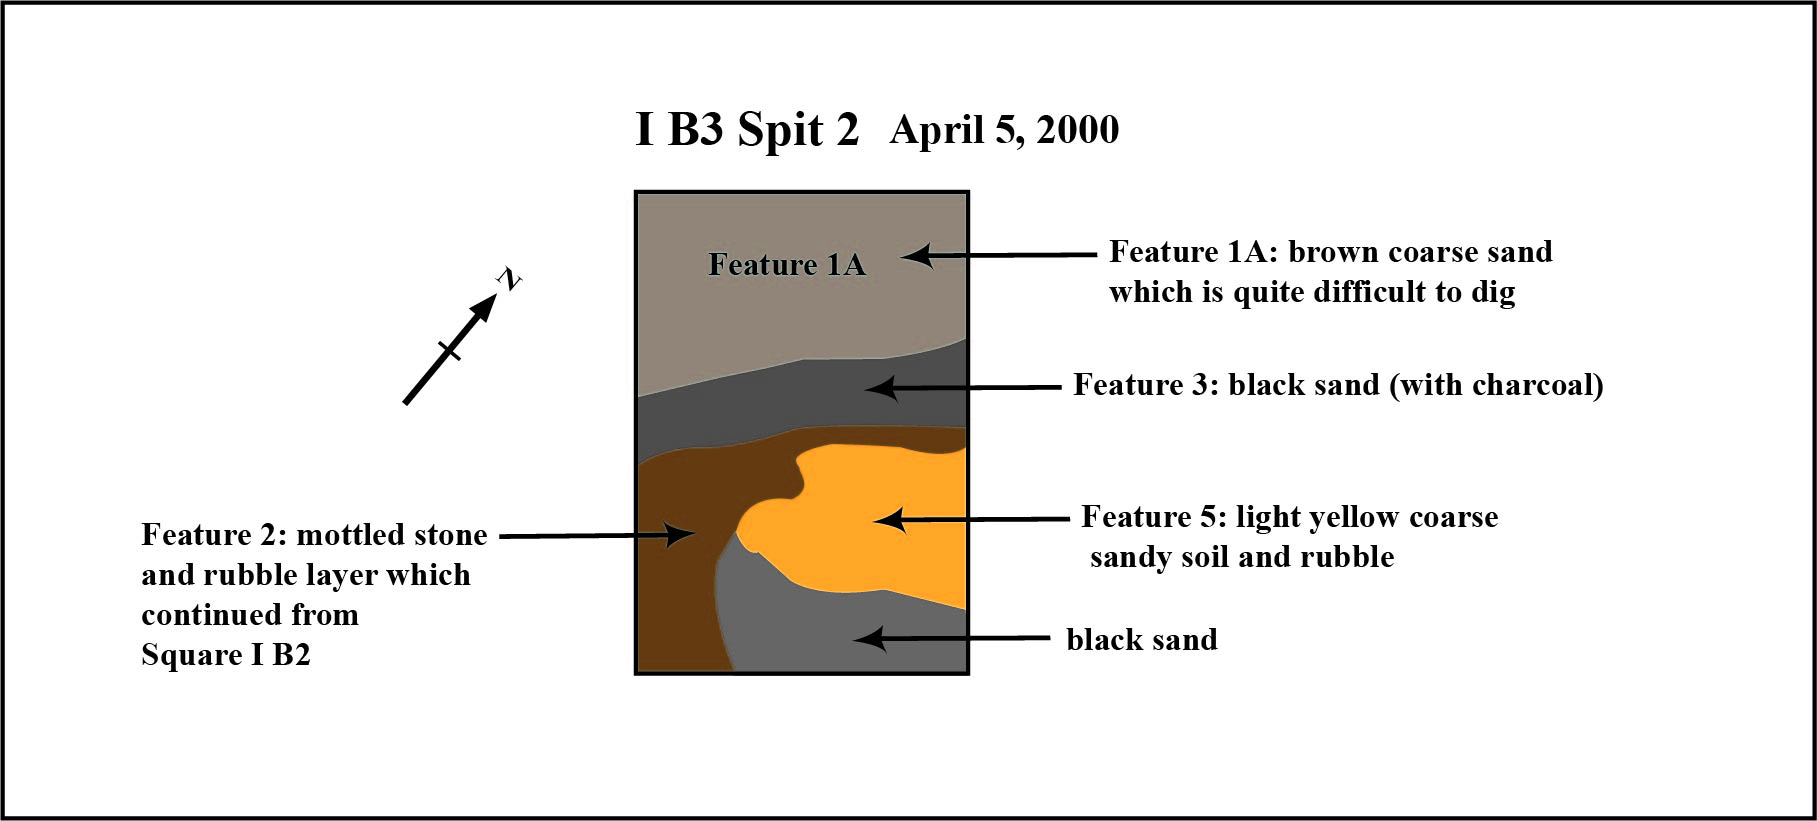 I B3 Spit 2 April 5, 2000
N
Feature 1A
Feature 1A: brown coarse sand
which is quite difficult to dig
Feature 3: black sand (with charcoal)
Feature 2: mottled stone
and rubble layer which
continued from
Square I B2
Feature 5: light yellow coarse
sandy soil and rubble
black sand